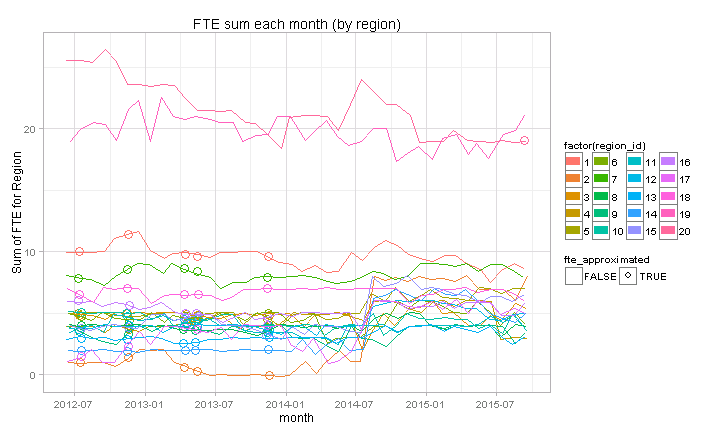 FTE sum each month (by region)
Sum of FTE for Region
20
10
0
2012-07 2013-01 2013-07 2014-01 2014-07 2015-01 2015-07
month
factor(region_id)
1 6 11 16
2 7 12 17
3 8 13 18
4 9 14 19
5 10 15 20
fte_approximated
FALSE TRUE